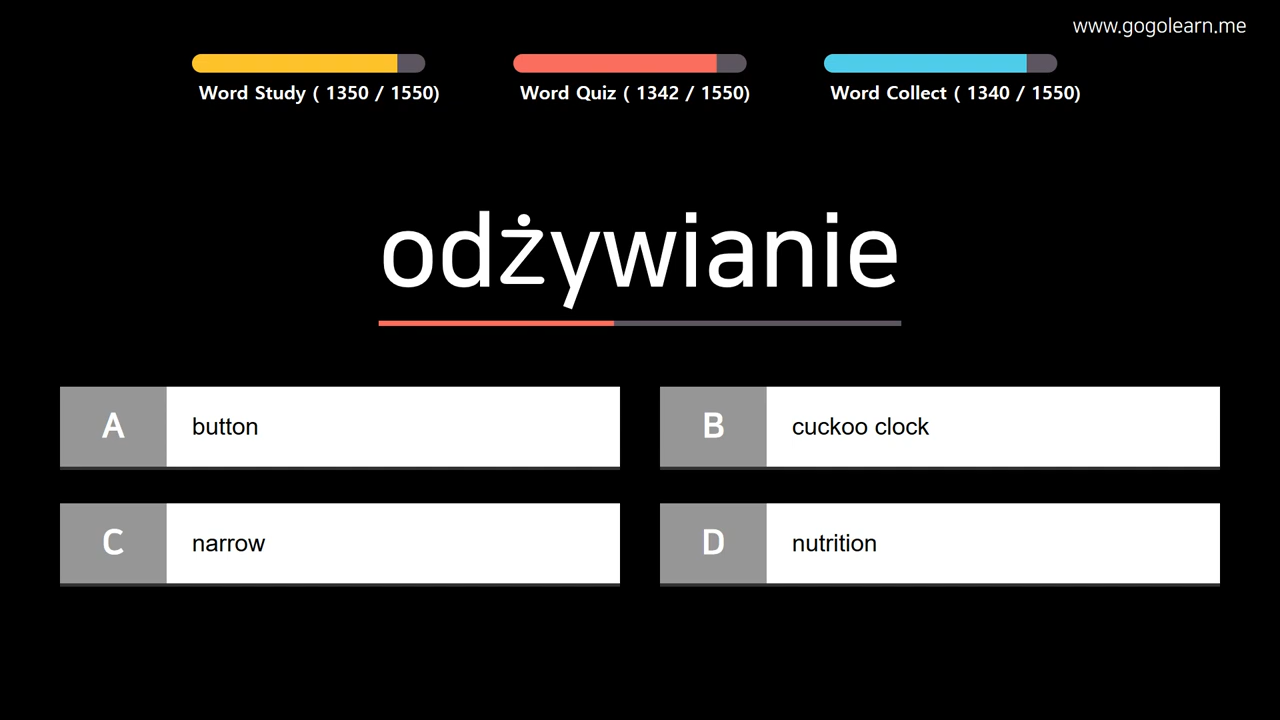 www.gogolearn.me
Word Study ( 1350 / 1550)
Word Quiz ( 1342 / 1550)
Word Collect ( 1340 / 1550)
odżywianie
A button
B cuckoo clock
C narrow
D nutrition